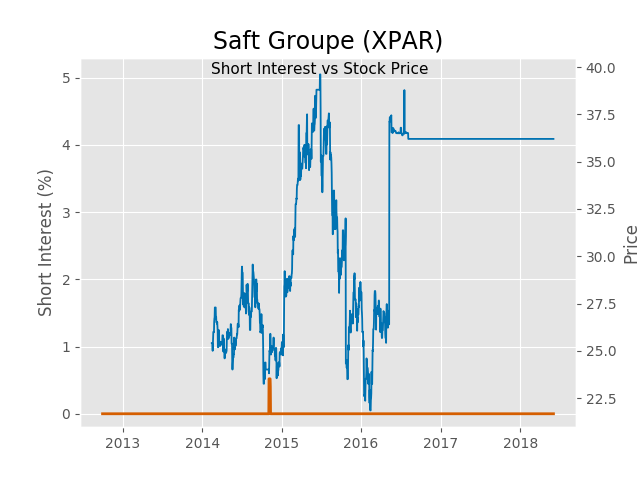 Saft Groupe (XPAR)
Short Interest vs Stock Price
Short Interest (%)
5
4
3
2
1
0
40.0
37.5
35.0
32.5
30.0
27.5
25.0
22.5
Price
2013 2014 2015 2016 2017 2018